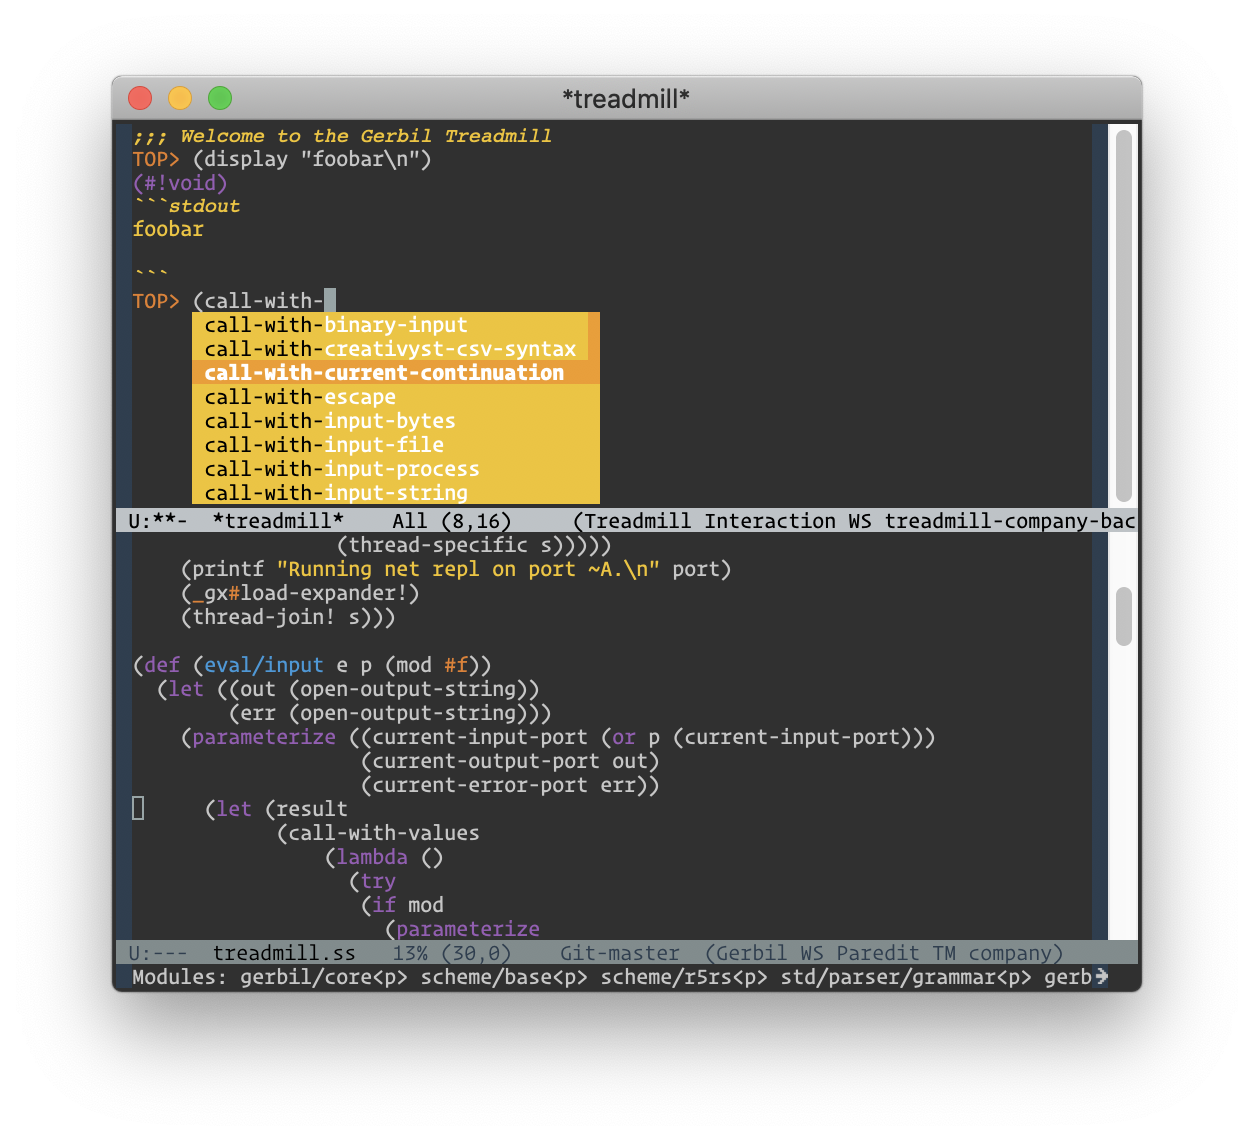 *treadmill*
;;; Welcome to the Gerbil Treadmill
TOP> (display "foobar\n")
(#!void)
```stdout
foobar
```
TOP> (call-with-
call-with-binary-input
call-with-creativyst-csv-syntax
call-with-current-continuation
call-with-escape
call-with-input-bytes
call-with-input-file
call-with-input-process
call-with-input-string
U:**-  *treadmill*    All (8,16)     (Treadmill Interaction WS treadmill-company-bac
                 (thread-specific s)))))
    (printf "Running net repl on port ~A.\n" port)
    (_gx#load-expander!)
    (thread-join! s)))
(def (eval/input e p (mod #f))
  (let ((out (open-output-string))
        (err (open-output-string)))
    (parameterize ((current-input-port (or p (current-input-port)))
                   (current-output-port out)
                   (current-error-port err))
      (let (result
            (call-with-values
                (lambda ()
                  (try
                   (if mod
                     (parameterize
U:---  treadmill.ss   13% (30,0)    Git-master  (Gerbil WS Paredit TM company)
Modules: gerbil/core<p> scheme/base<p> scheme/r5rs<p> std/parser/grammar<p> gerb